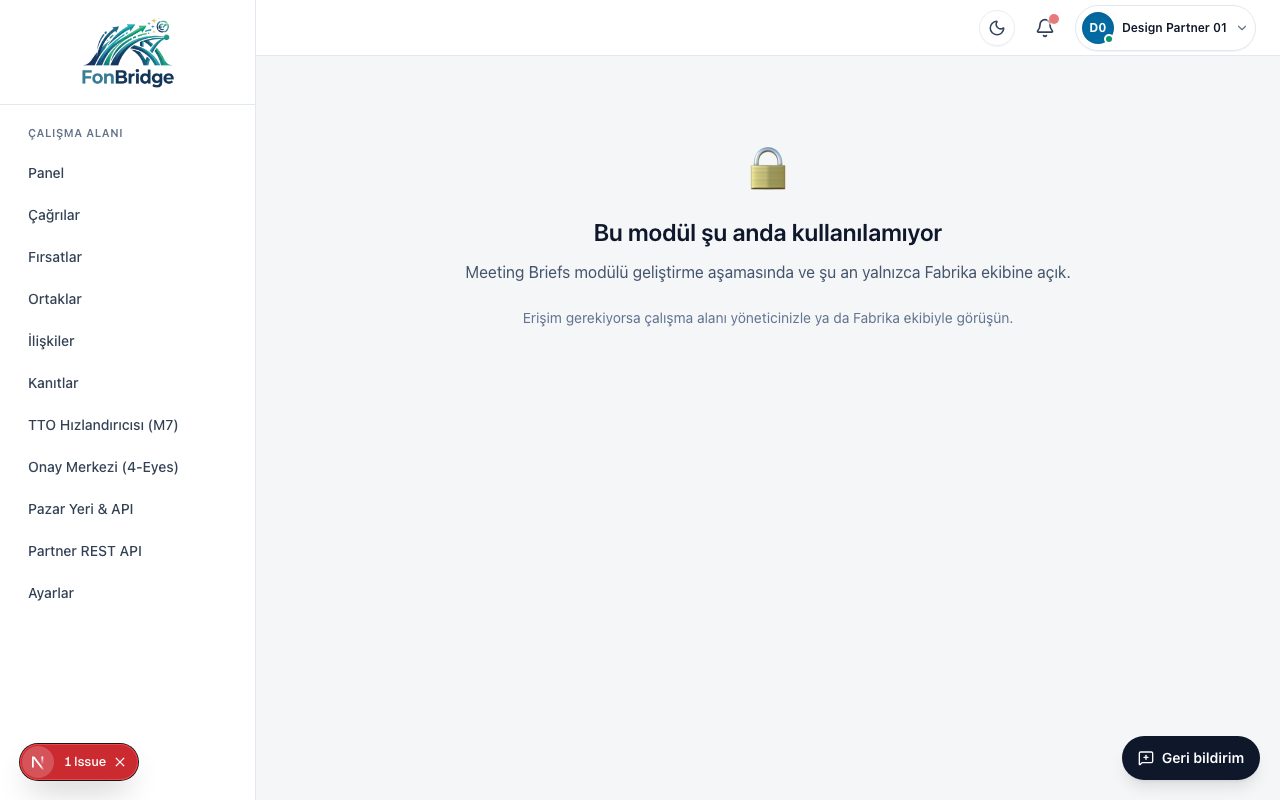 FonBridge
ÇALIŞMA ALANI
Panel
Çağrılar
Fırsatlar
Ortaklar
İlişkiler
Kanıtlar
TTO Hızlandırıcısı (M7)
Onay Merkezi (4-Eyes)
Pazar Yeri & API
Partner REST API
Ayarlar
N 1 Issue
D0 Design Partner 01
Bu modül şu anda kullanılamıyor
Meeting Briefs modülü geliştirme aşamasında ve şu an yalnızca Fabrika ekibine açık.
Erişim gerekiyorsa çalışma alanı yöneticinizle ya da Fabrika ekibiyle görüşün.
Geri bildirim